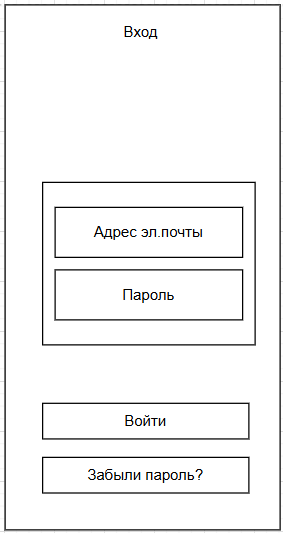 Вход
Адрес эл.почты
Пароль
Войти
Забыли пароль?